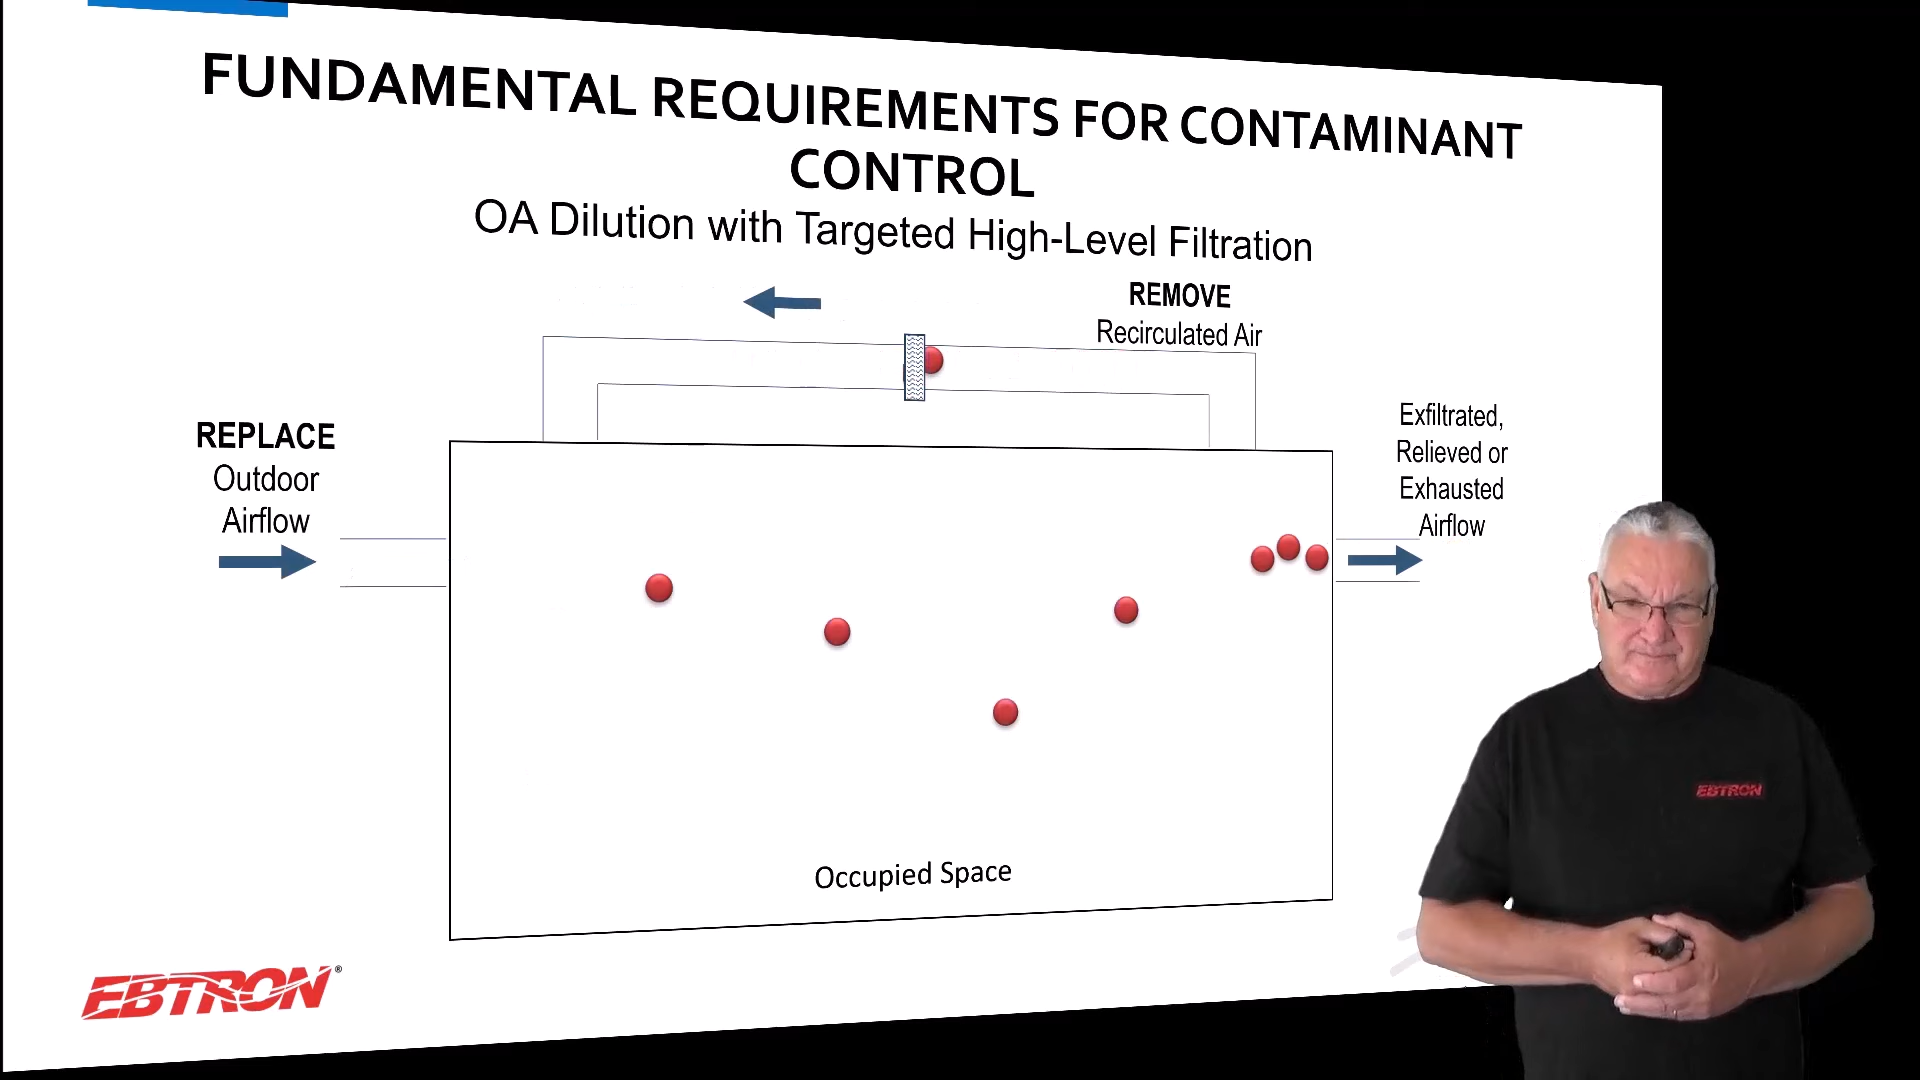 FUNDAMENTAL REQUIREMENTS FOR CONTAMINANT
CONTROL
OA Dilution with Targeted High-Level Filtration
REMOVE
Recirculated Air
REPLACE
Outdoor
Airflow
Exfiltrated,
Relieved or
Exhausted
Airflow
Occupied Space
EBTRON
EBTRON®